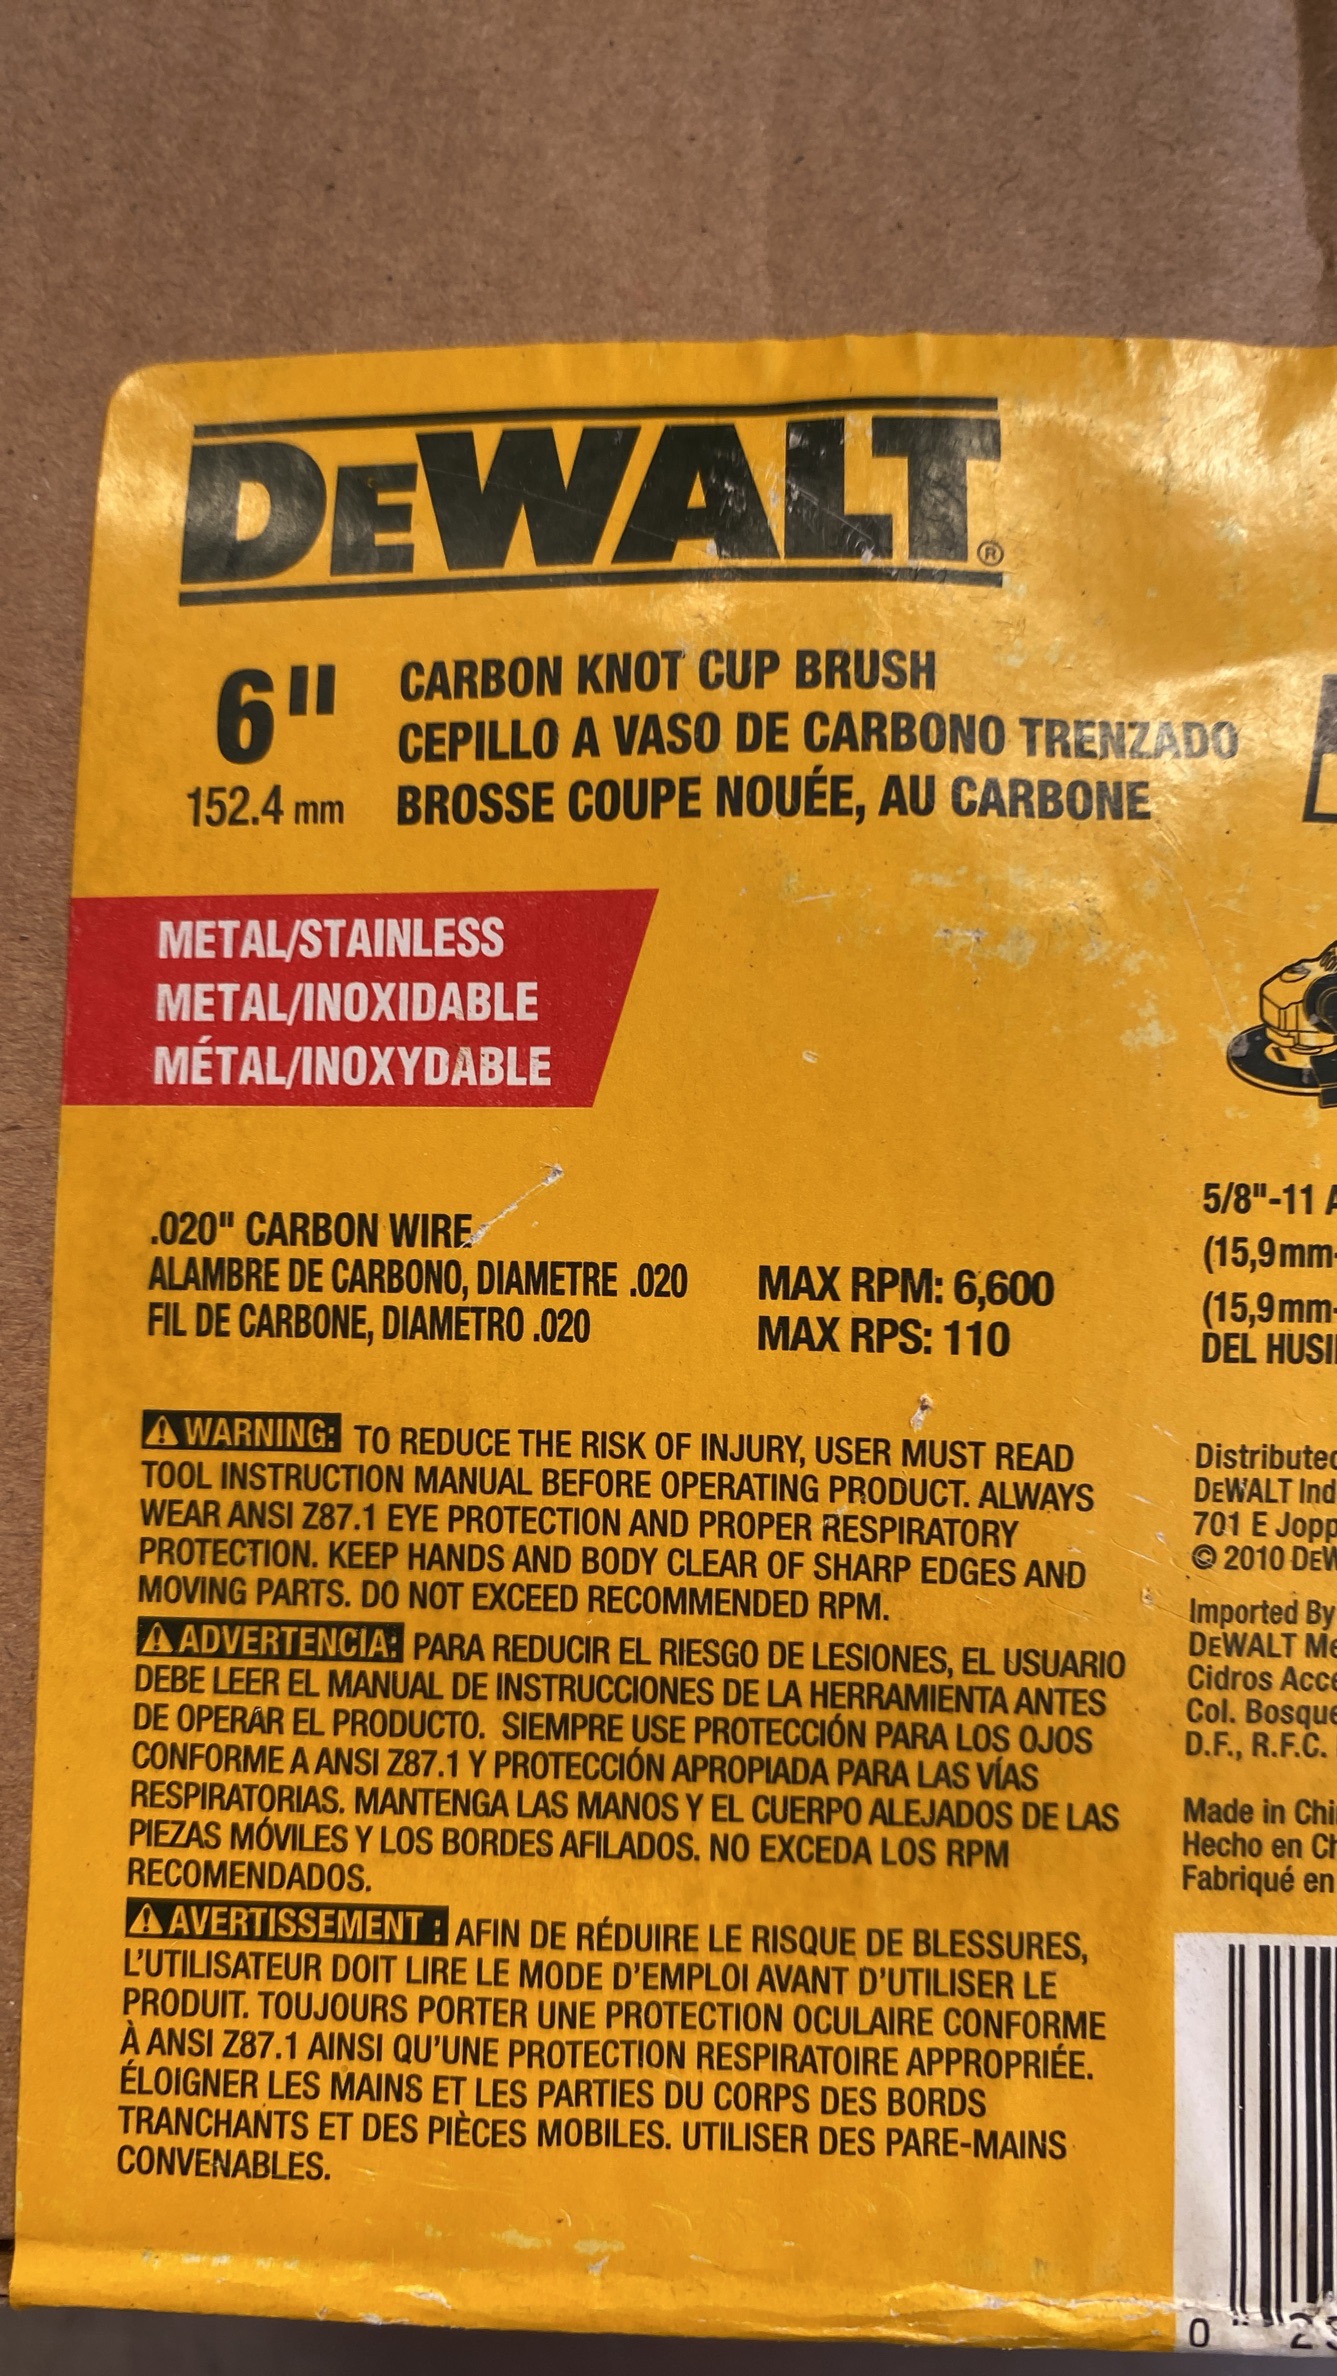 DEWALT®
6"
152.4 mm
CARBON KNOT CUP BRUSH
CEPILLO A VASO DE CARBONO TRENZADO
BROSSE COUPE NOUÉE, AU CARBONE
METAL/STAINLESS
METAL/INOXIDABLE
MÉTAL/INOXYDABLE
.020" CARBON WIRE
ALAMBRE DE CARBONO, DIAMETRE .020
FIL DE CARBONE, DIAMETRO .020
MAX RPM: 6,600
MAX RPS: 110
5/8"-11
(15,9mm-
(15,9mm-
DEL
⚠ WARNING: TO REDUCE THE RISK OF INJURY, USER MUST READ
TOOL INSTRUCTION MANUAL BEFORE OPERATING PRODUCT. ALWAYS
WEAR ANSI Z87.1 EYE PROTECTION AND PROPER RESPIRATORY
PROTECTION. KEEP HANDS AND BODY CLEAR OF SHARP EDGES AND
MOVING PARTS. DO NOT EXCEED RECOMMENDED RPM.
⚠ ADVERTENCIA: PARA REDUCIR EL RIESGO DE LESIONES, EL USUARIO
DEBE LEER EL MANUAL DE INSTRUCCIONES DE LA HERRAMIENTA ANTES
DE OPERAR EL PRODUCTO. SIEMPRE USE PROTECCIÓN PARA LOS OJOS
CONFORME A ANSI Z87.1 Y PROTECCIÓN APROPIADA PARA LAS VÍAS
RESPIRATORIAS. MANTENGA LAS MANOS Y EL CUERPO ALEJADOS DE LAS
PIEZAS MÓVILES Y LOS BORDES AFILADOS. NO EXCEDA LOS RPM
RECOMENDADOS.
⚠ AVERTISSEMENT : AFIN DE RÉDUIRE LE RISQUE DE BLESSURES,
L'UTILISATEUR DOIT LIRE LE MODE D'EMPLOI AVANT D'UTILISER LE
PRODUIT. TOUJOURS PORTER UNE PROTECTION OCULAIRE CONFORME
À ANSI Z87.1 AINSI QU'UNE PROTECTION RESPIRATOIRE APPROPRIÉE.
ÉLOIGNER LES MAINS ET LES PARTIES DU CORPS DES BORDS
TRANCHANTS ET DES PIÈCES MOBILES. UTILISER DES PARE-MAINS
CONVENABLES.
Distributed
DEWALT Ind
701 E Jopp
© 2010 DEW
Imported By
DEWALT
Cidros Acc
Col. Bosque
D.F., R.F.C.
Made in Chi
Hecho en
Fabriqué en
0